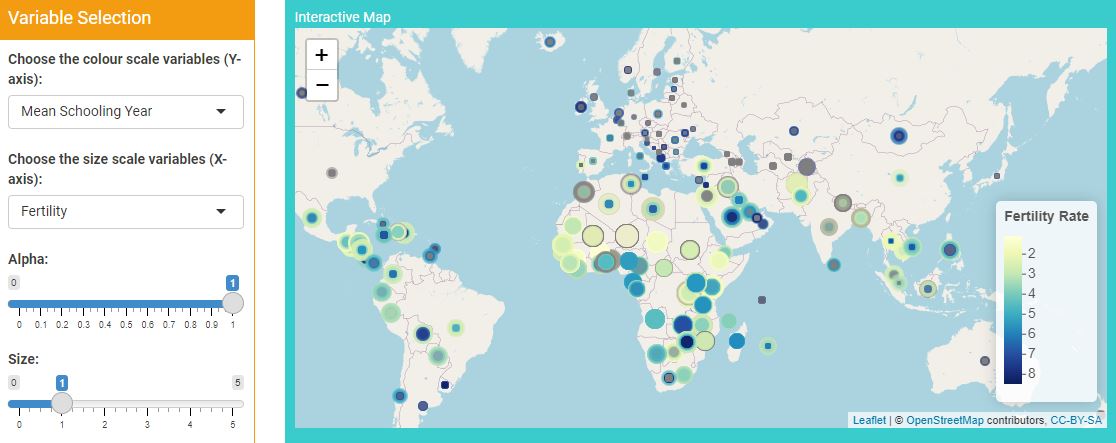 Variable Selection
Choose the colour scale variables (Y-
axis):
Mean Schooling Year
Choose the size scale variables (X-
axis):
Fertility
Alpha:
0 1
0 0.1 0.2 0.3 0.4 0.5 0.6 0.7 0.8 0.9 1
Size:
0 1 5
0 1 2 3 4 5
Interactive Map
+
−
Fertility Rate
2
3
4
5
6
7
8
Leaflet | © OpenStreetMap contributors, CC-BY-SA